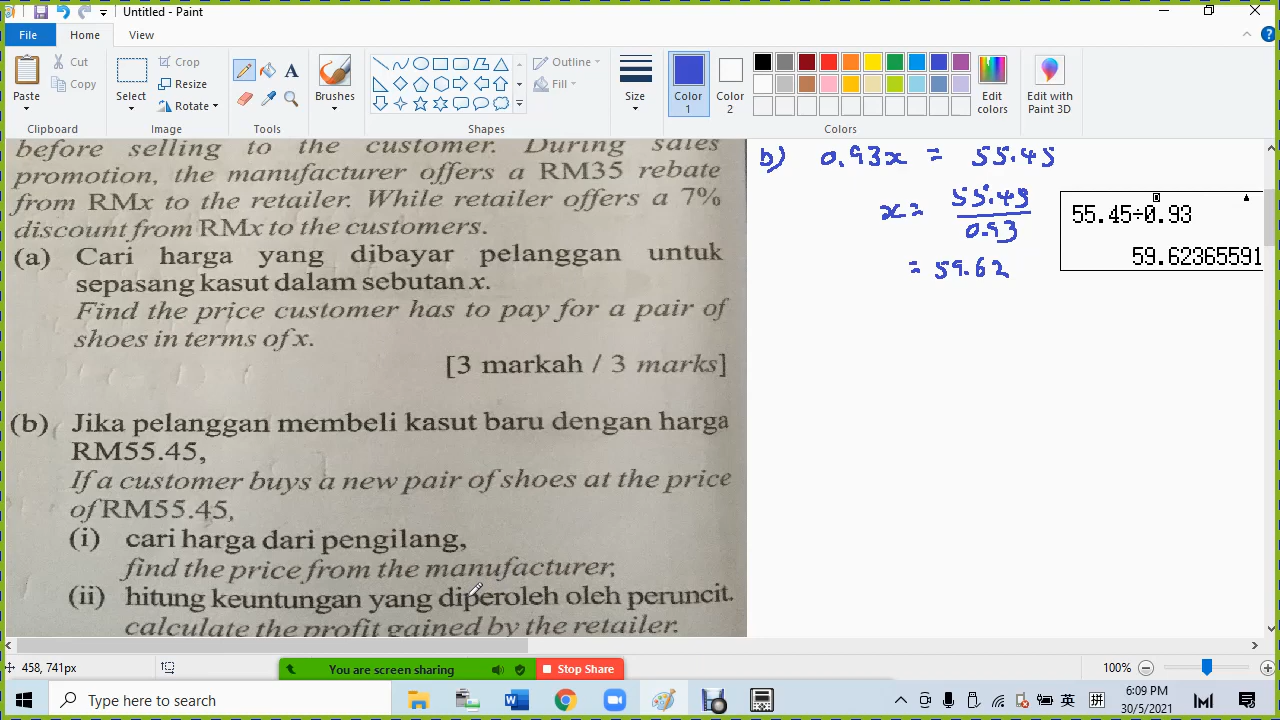 Untitled - Paint
File
Home
View
Paste
Cut
Copy
Clipboard
Select
Crop
Resize
Rotate
Image
Tools
Brushes
Shapes
Outline
Fill
Size
Color 1
Color 2
Colors
Edit colors
Edit with Paint 3D
before selling to the customer. During sales
promotion, the manufacturer offers a RM35 rebate
from RMx to the retailer. While retailer offers a 7%
discount from RMx to the customers.
(a) Cari harga yang dibayar pelanggan untuk
sepasang kasut dalam sebutan x.
Find the price customer has to pay for a pair of
shoes in terms of x.
[3 markah / 3 marks]
(b) Jika pelanggan membeli kasut baru dengan harga
RM55.45,
If a customer buys a new pair of shoes at the price
of RM55.45,
(i) cari harga dari pengilang,
find the price from the manufacturer,
(ii) hitung keuntungan yang diperoleh oleh peruncit.
calculate the profit gained by the retailer.
b) 0.93x = 55.45
x = 55.45
0.93
= 59.62
55.45÷0.93
59.62365591
458, 741px
100%
You are screen sharing
Stop Share
Type here to search
英
拼
6:09 PM
30/5/2021